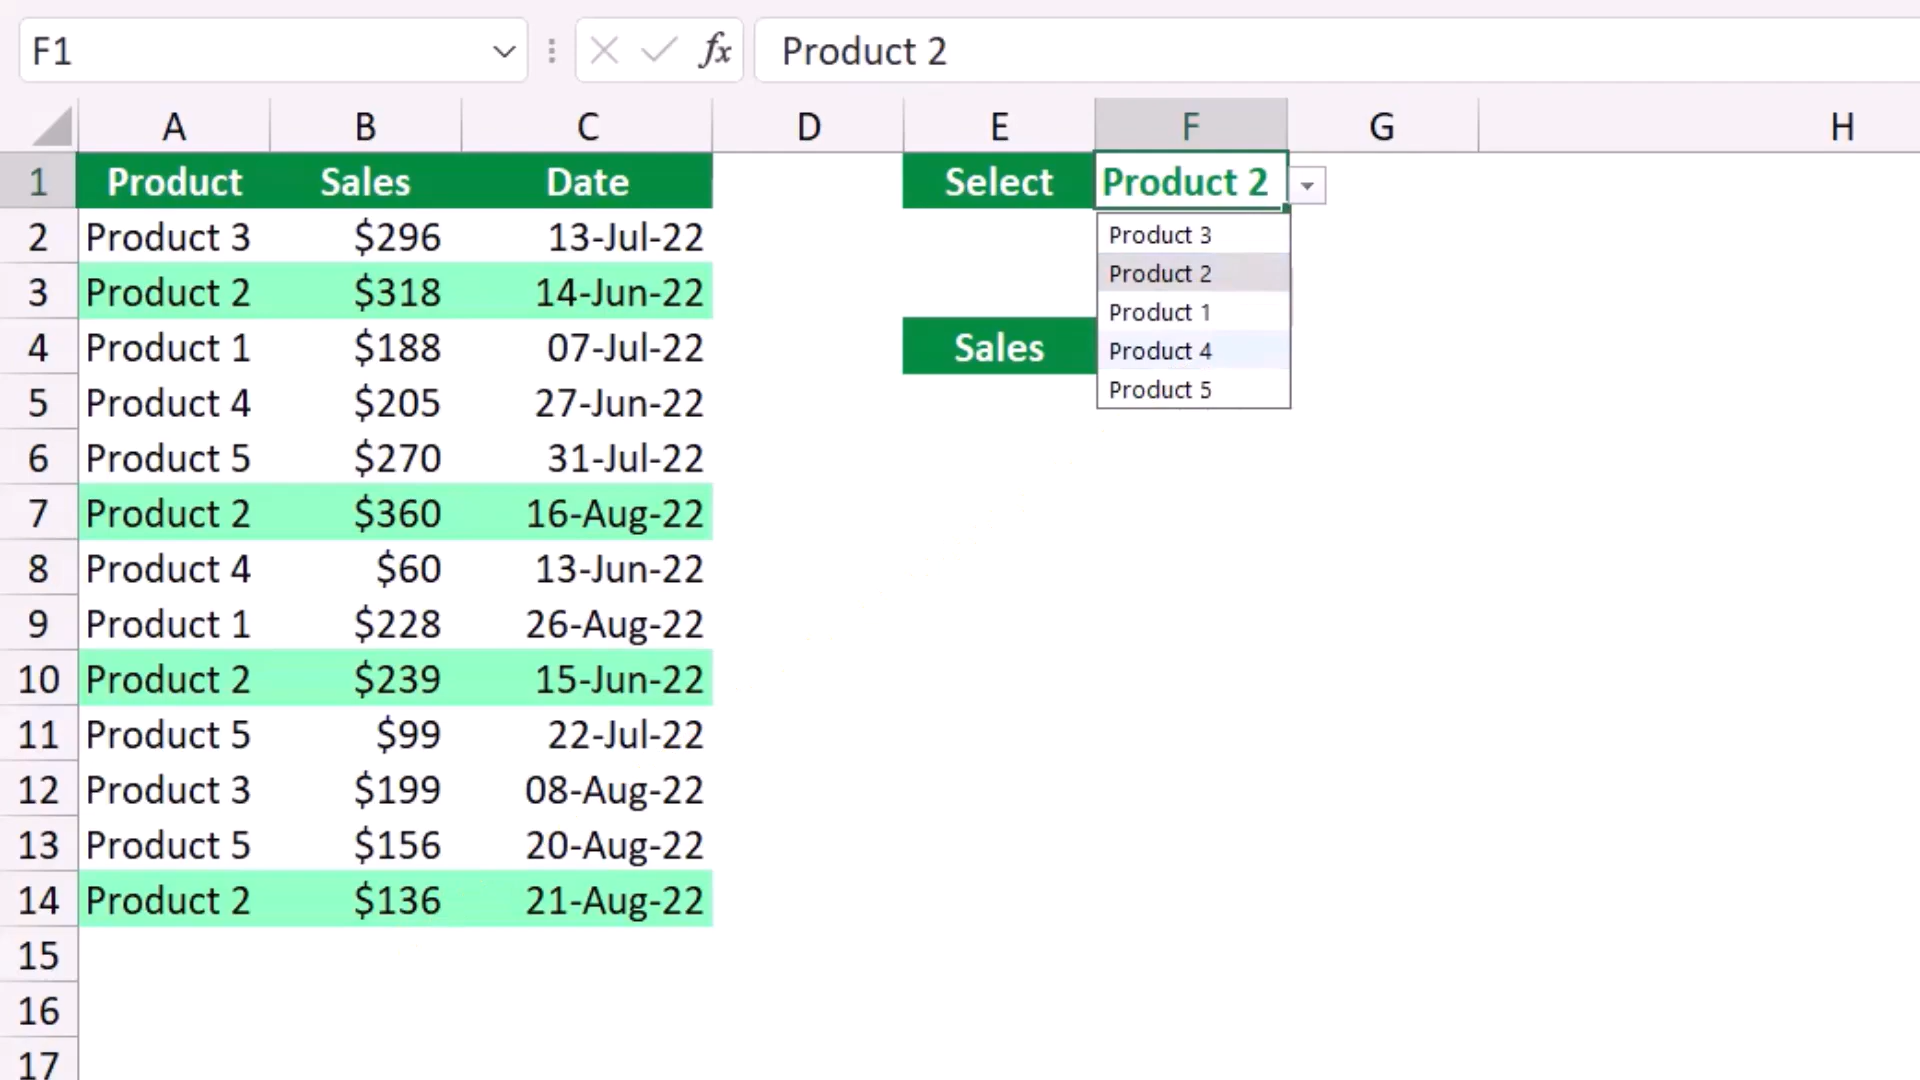 F1 fx Product 2
A B C D E F G H
1 Product Sales Date Select Product 2
2 Product 3 $296 13-Jul-22 Product 3
3 Product 2 $318 14-Jun-22 Product 2
Product 1
4 Product 1 $188 07-Jul-22 Sales Product 4
5 Product 4 $205 27-Jun-22 Product 5
6 Product 5 $270 31-Jul-22
7 Product 2 $360 16-Aug-22
8 Product 4 $60 13-Jun-22
9 Product 1 $228 26-Aug-22
10 Product 2 $239 15-Jun-22
11 Product 5 $99 22-Jul-22
12 Product 3 $199 08-Aug-22
13 Product 5 $156 20-Aug-22
14 Product 2 $136 21-Aug-22
15
16
17